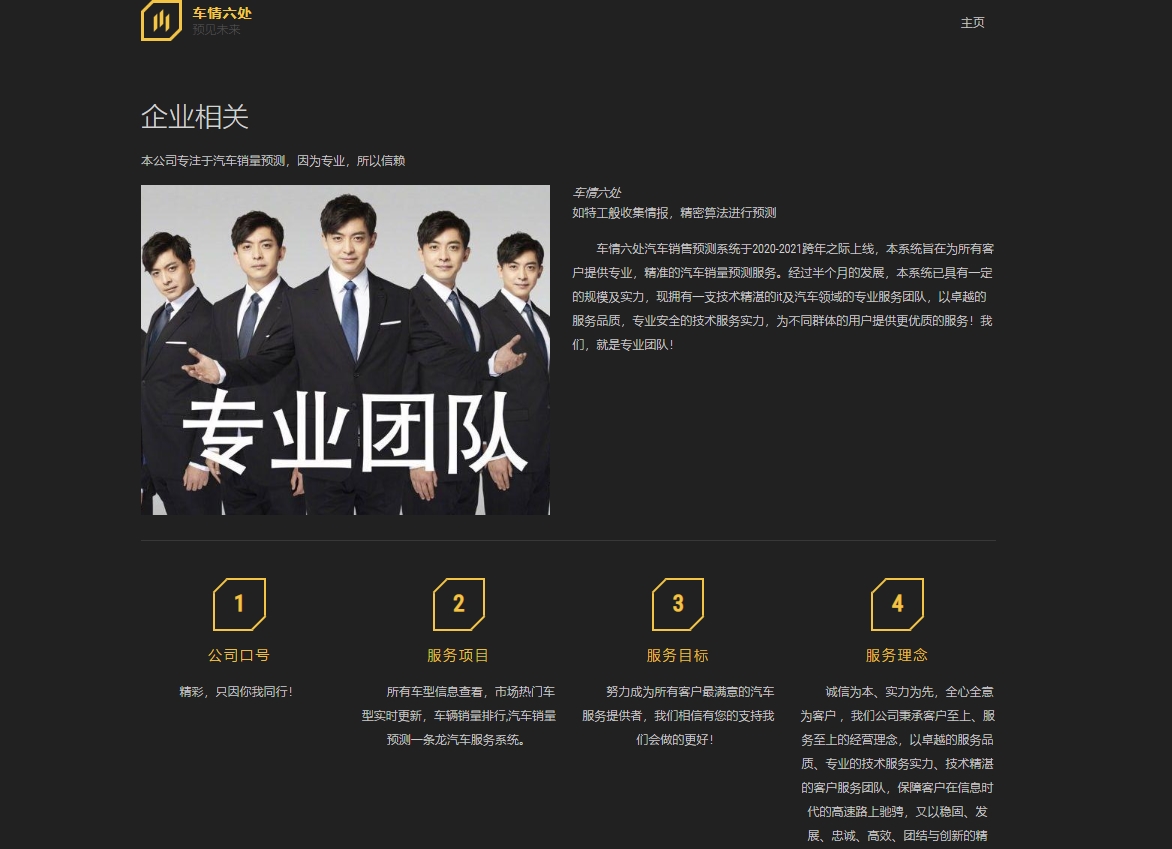 车情六处
预见未来
主页
企业相关
本公司专注于汽车销量预测，因为专业，所以信赖
专业团队
车情六处
如特工般收集情报，精密算法进行预测
车情六处汽车销售预测系统于2020-2021跨年之际上线，本系统旨在为所有客
户提供专业，精准的汽车销量预测服务。经过半个月的发展，本系统已具有一定
的规模及实力，现拥有一支技术精湛的it及汽车领域的专业服务团队，以卓越的
服务品质，专业安全的技术服务实力，为不同群体的用户提供更优质的服务！我
们，就是专业团队！
1
公司口号
精彩，只因你我同行！
2
服务项目
所有车型信息查看，市场热门车
型实时更新，车辆销量排行,汽车销量
预测一条龙汽车服务系统。
3
服务目标
努力成为所有客户最满意的汽车
服务提供者，我们相信有您的支持我
们会做的更好！
4
服务理念
诚信为本、实力为先，全心全意
为客户 ，我们公司秉承客户至上、服
务至上的经营理念，以卓越的服务品
质、专业的技术服务实力、技术精湛
的客户服务团队，保障客户在信息时
代的高速路上驰骋，又以稳固、发
展、忠诚、高效、团结与创新的精